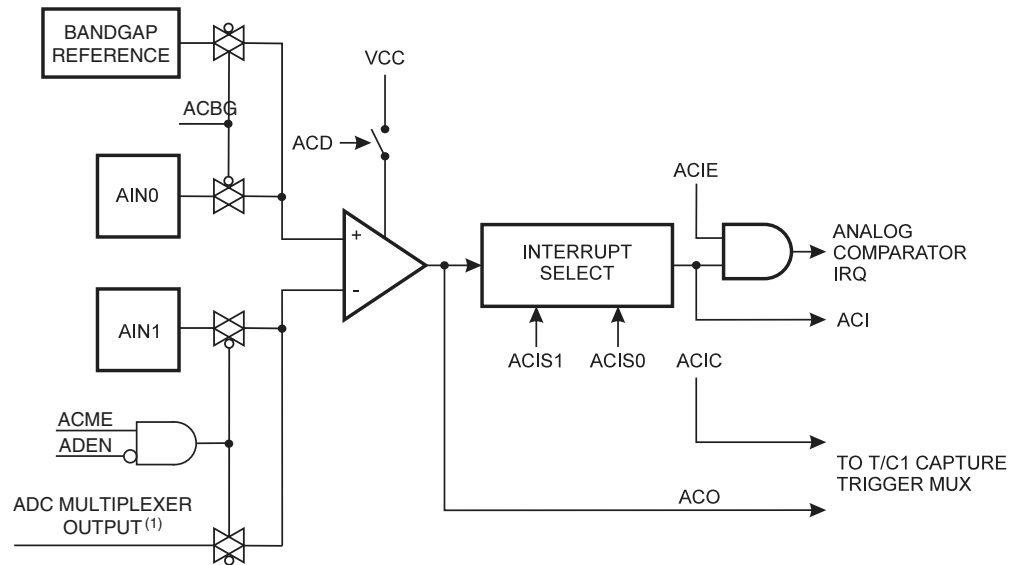 BANDGAP
REFERENCE
VCC
ACBG
ACD
AIN0
ACIE
+
INTERRUPT
SELECT
ANALOG
COMPARATOR
IRQ
-
AIN1
ACI
ACIS1
ACIS0
ACIC
ACME
ADEN
TO T/C1 CAPTURE
TRIGGER MUX
ADC MULTIPLEXER
OUTPUT(1)
ACO